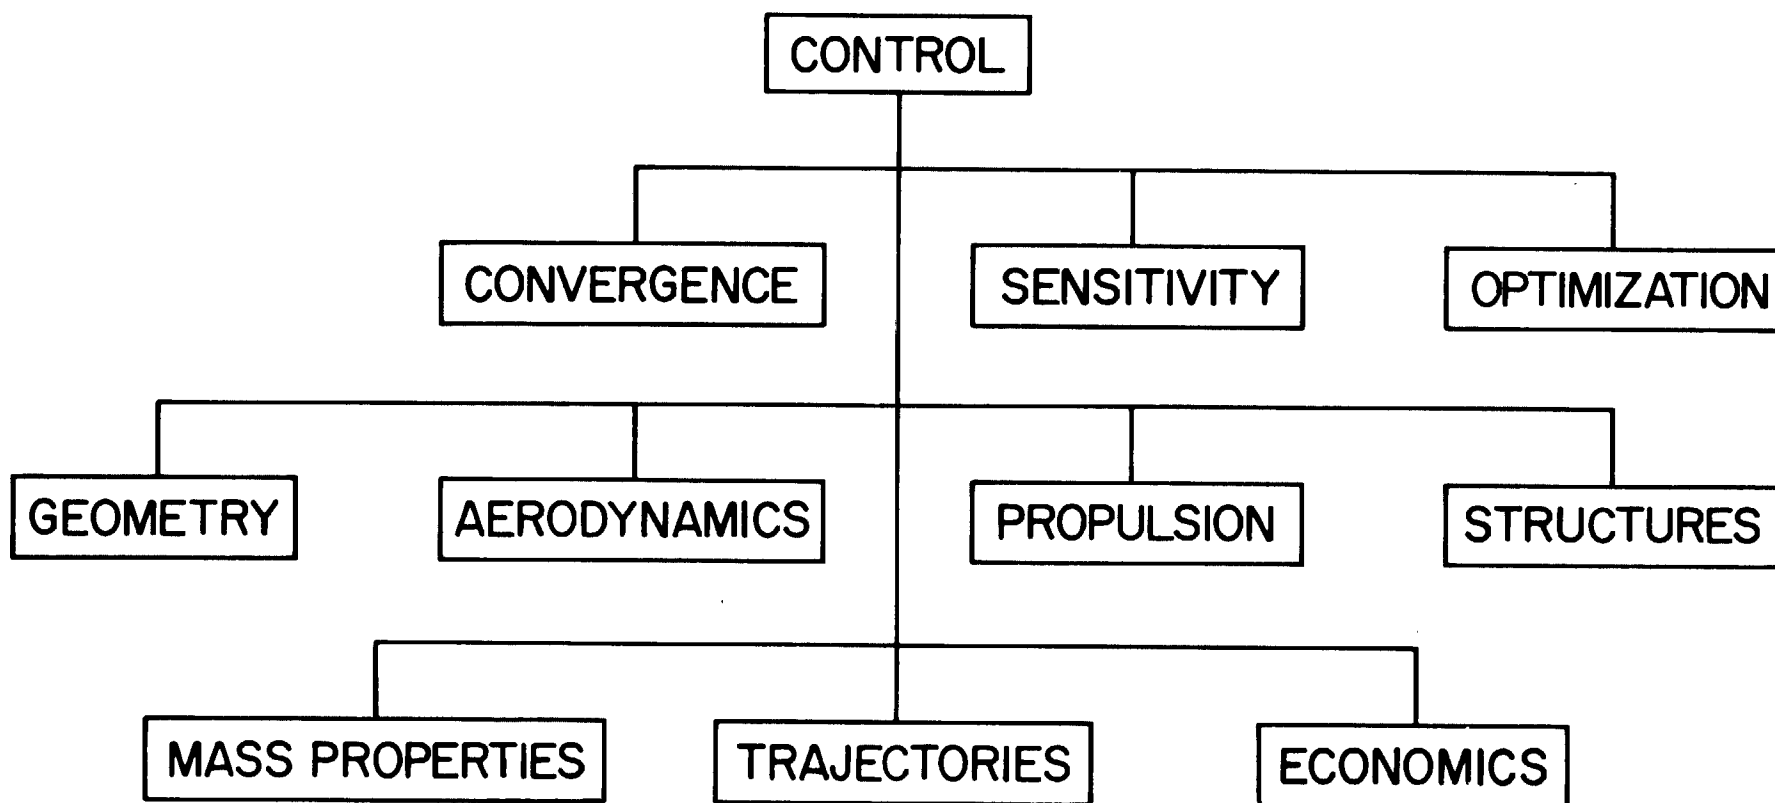 CONTROL
CONVERGENCE
SENSITIVITY
OPTIMIZATION
GEOMETRY
AERODYNAMICS
PROPULSION
STRUCTURES
MASS PROPERTIES
TRAJECTORIES
ECONOMICS